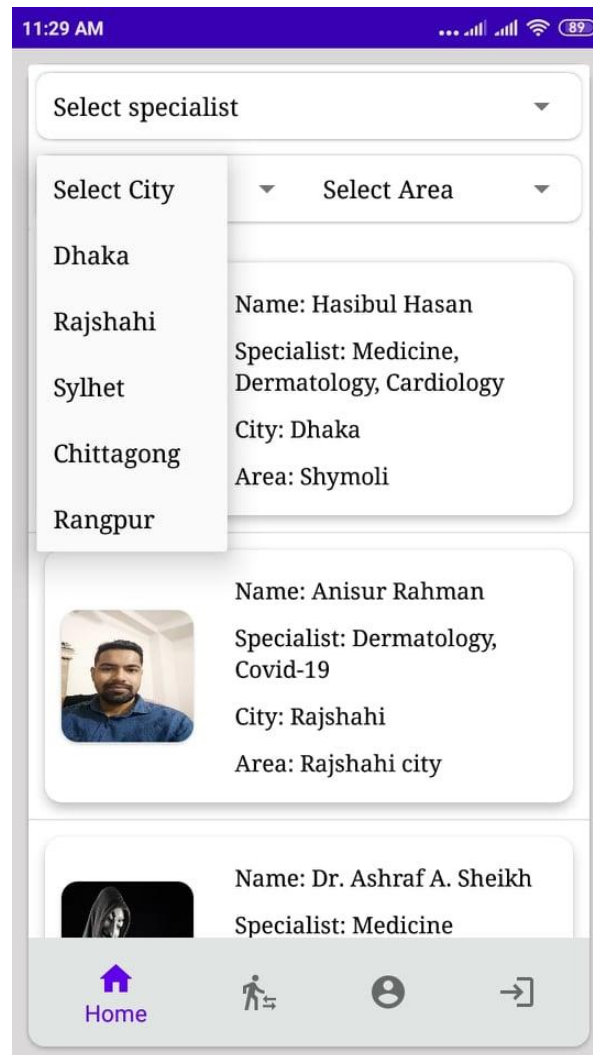 11:29 AM
89
Select specialist
Select City
Select Area
Dhaka
Rajshahi
Sylhet
Chittagong
Rangpur
Name: Hasibul Hasan
Specialist: Medicine,
Dermatology, Cardiology
City: Dhaka
Area: Shymoli
Name: Anisur Rahman
Specialist: Dermatology,
Covid-19
City: Rajshahi
Area: Rajshahi city
Name: Dr. Ashraf A. Sheikh
Specialist: Medicine
Home